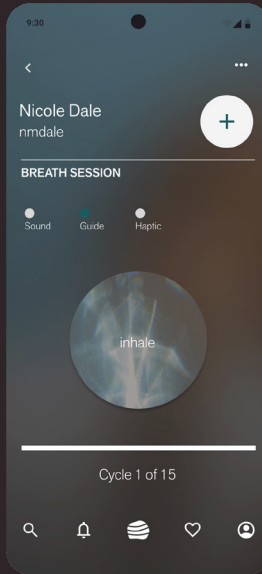 9:30
Nicole Dale
nmdale
BREATH SESSION
Sound Guide Haptic
inhale
Cycle 1 of 15